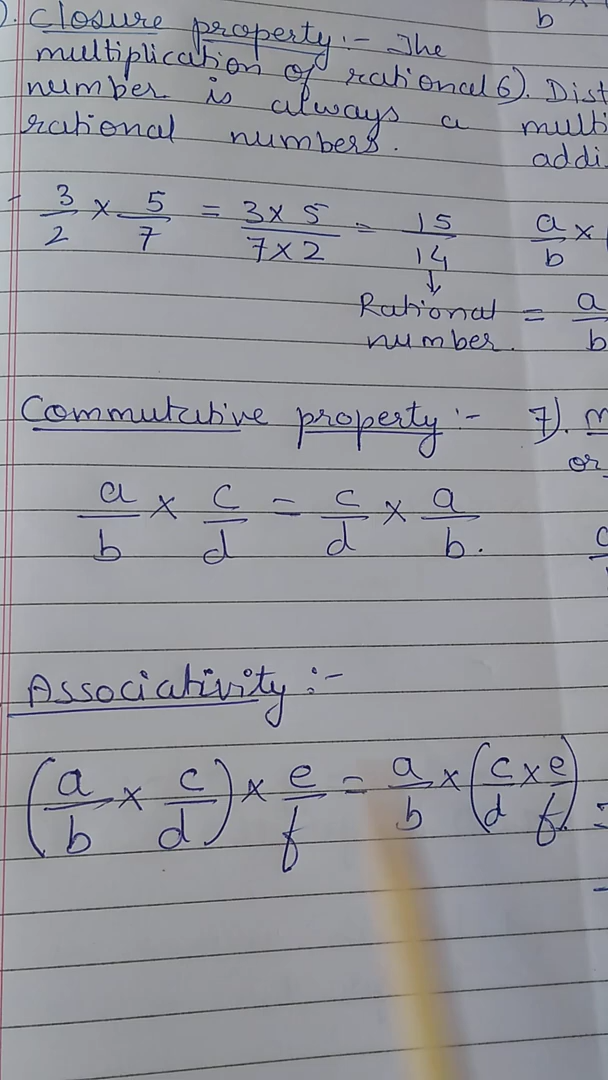 ). Closure property :- The
multiplication of rational
number is always a
rational numbers.
3/2 × 5/7 = 3×5/7×2 = 15/14
↓
Rational
number.
Commutative property :-
a/b × c/d = c/d × a/b.
Associativity :-
(a/b × c/d) × e/f = a/b × (c/d × e/f) =
b
6). Dist
multi
addi
a/b ×
= a/b
7). m
or